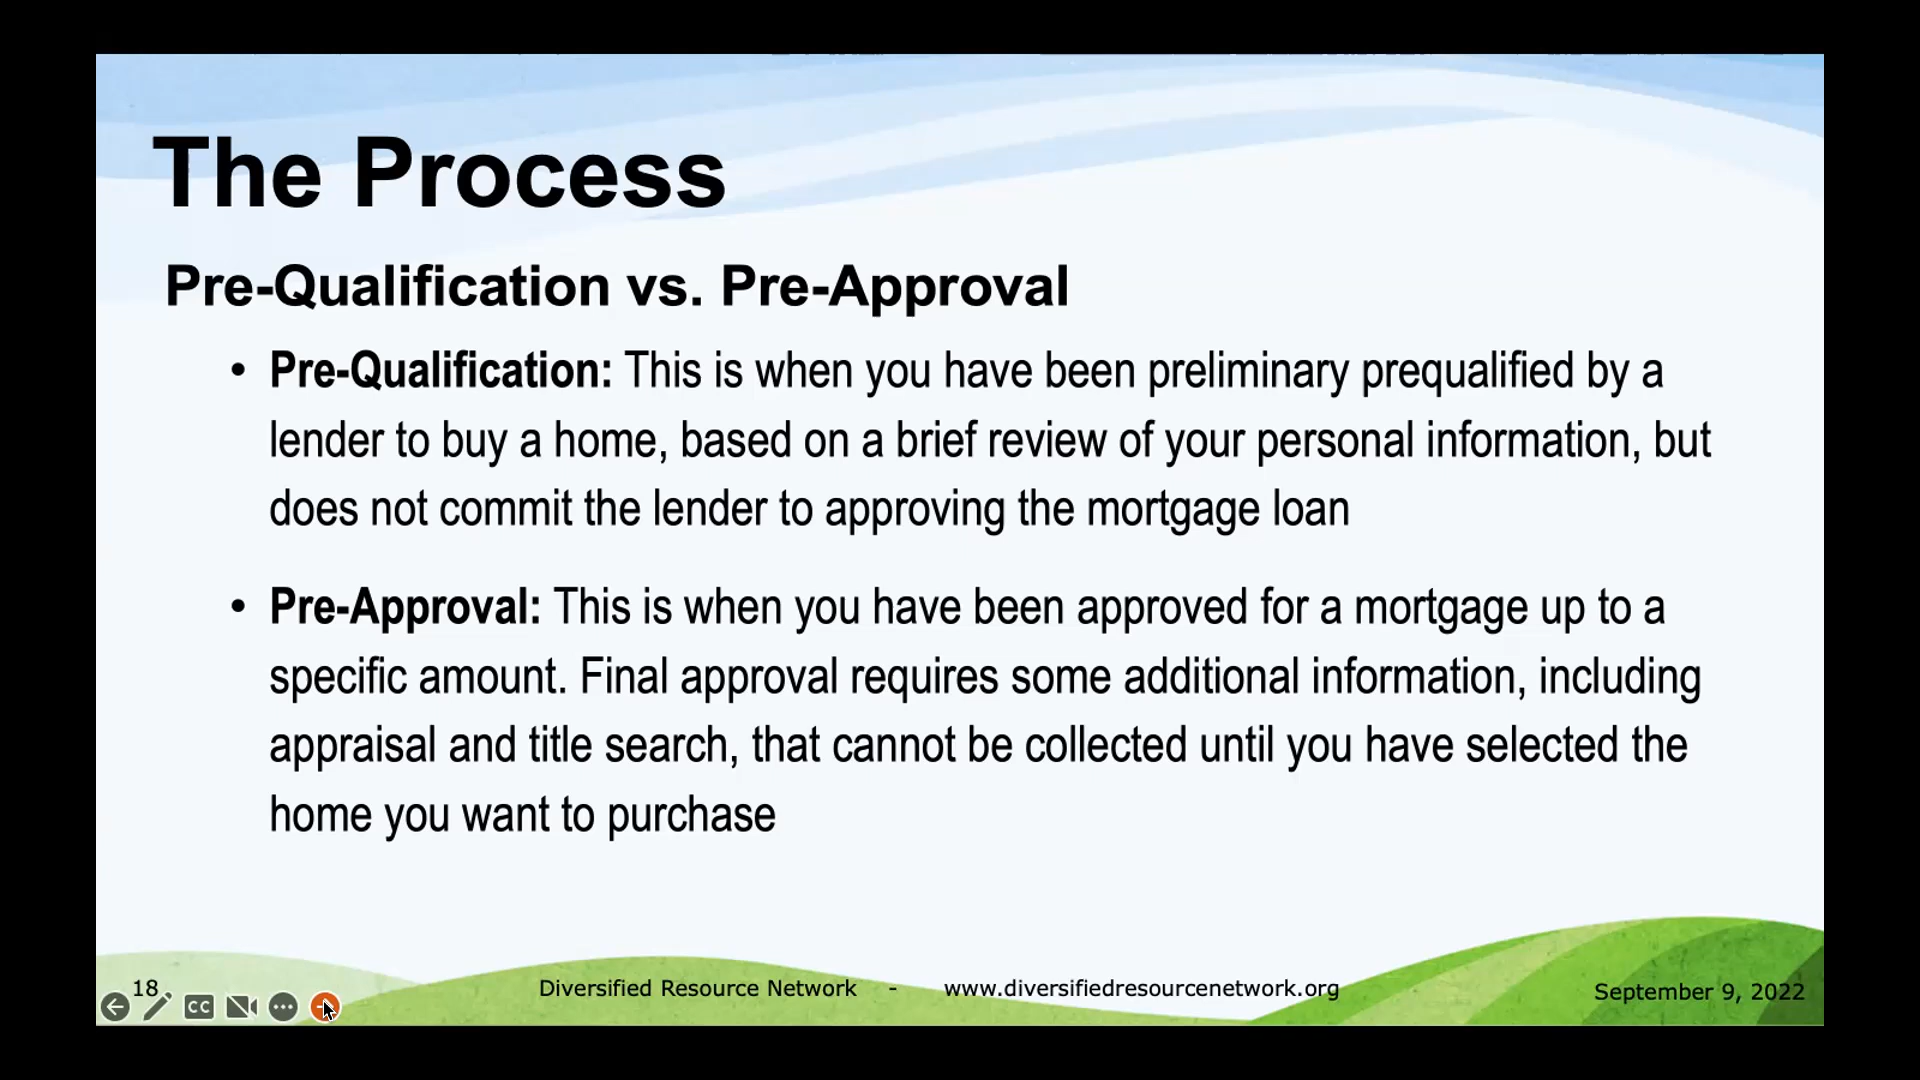 The Process
Pre-Qualification vs. Pre-Approval
• Pre-Qualification: This is when you have been preliminary prequalified by a
lender to buy a home, based on a brief review of your personal information, but
does not commit the lender to approving the mortgage loan
• Pre-Approval: This is when you have been approved for a mortgage up to a
specific amount. Final approval requires some additional information, including
appraisal and title search, that cannot be collected until you have selected the
home you want to purchase
18
CC
Diversified Resource Network - www.diversifiedresourcenetwork.org
September 9, 2022